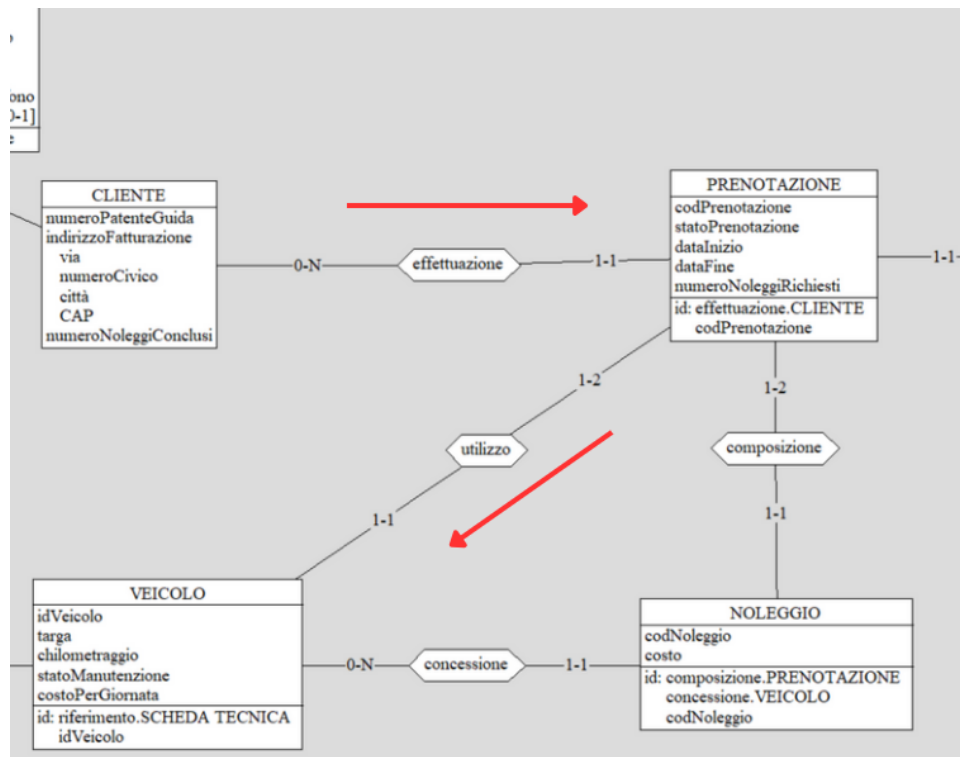 ono
0-1]
CLIENTE
numeroPatenteGuida
indirizzoFatturazione
via
numeroCivico
città
CAP
numeroNoleggiConclusi
0-N
effettuazione
1-1
PRENOTAZIONE
codPrenotazione
statoPrenotazione
dataInizio
dataFine
numeroNoleggiRichiesti
id: effettuazione.CLIENTE
codPrenotazione
1-1
1-2
utilizzo
1-1
1-2
composizione
1-1
VEICOLO
idVeicolo
targa
chilometraggio
statoManutenzione
costoPerGiornata
id: riferimento.SCHEDA TECNICA
idVeicolo
0-N
concessione
1-1
NOLEGGIO
codNoleggio
costo
id: composizione.PRENOTAZIONE
concessione.VEICOLO
codNoleggio